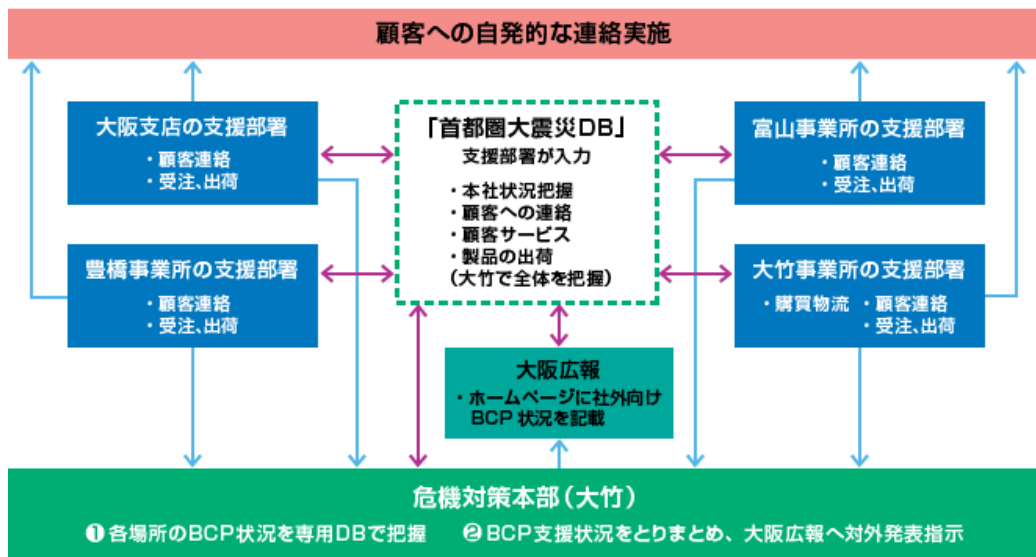 顧客への自発的な連絡実施
大阪支店の支援部署
・顧客連絡
・受注、出荷
「首都圏大震災DB」
支援部署が入力
・本社状況把握
・顧客への連絡
・顧客サービス
・製品の出荷
（大竹で全体を把握）
富山事業所の支援部署
・顧客連絡
・受注、出荷
豊橋事業所の支援部署
・顧客連絡
・受注、出荷
大竹事業所の支援部署
・購買物流 ・顧客連絡
・受注、出荷
大阪広報
・ホームページに社外向け
BCP 状況を記載
危機対策本部（大竹）
❶各場所のBCP状況を専用DBで把握 ❷BCP支援状況をとりまとめ、大阪広報へ対外発表指示